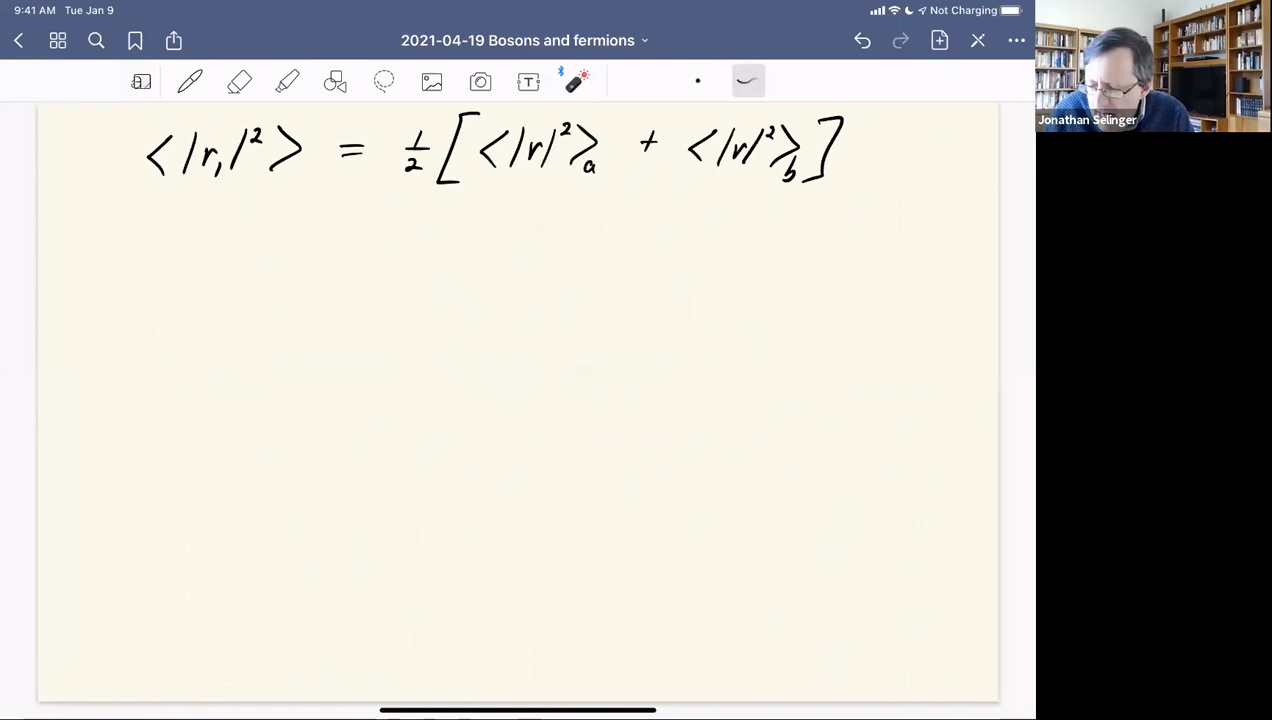 9:41 AM Tue Jan 9 Not Charging
2021-04-19 Bosons and fermions
T
Jonathan Selinger
<|r₁|²> = ½[<|r|²>ₐ + <|r|²>_b]